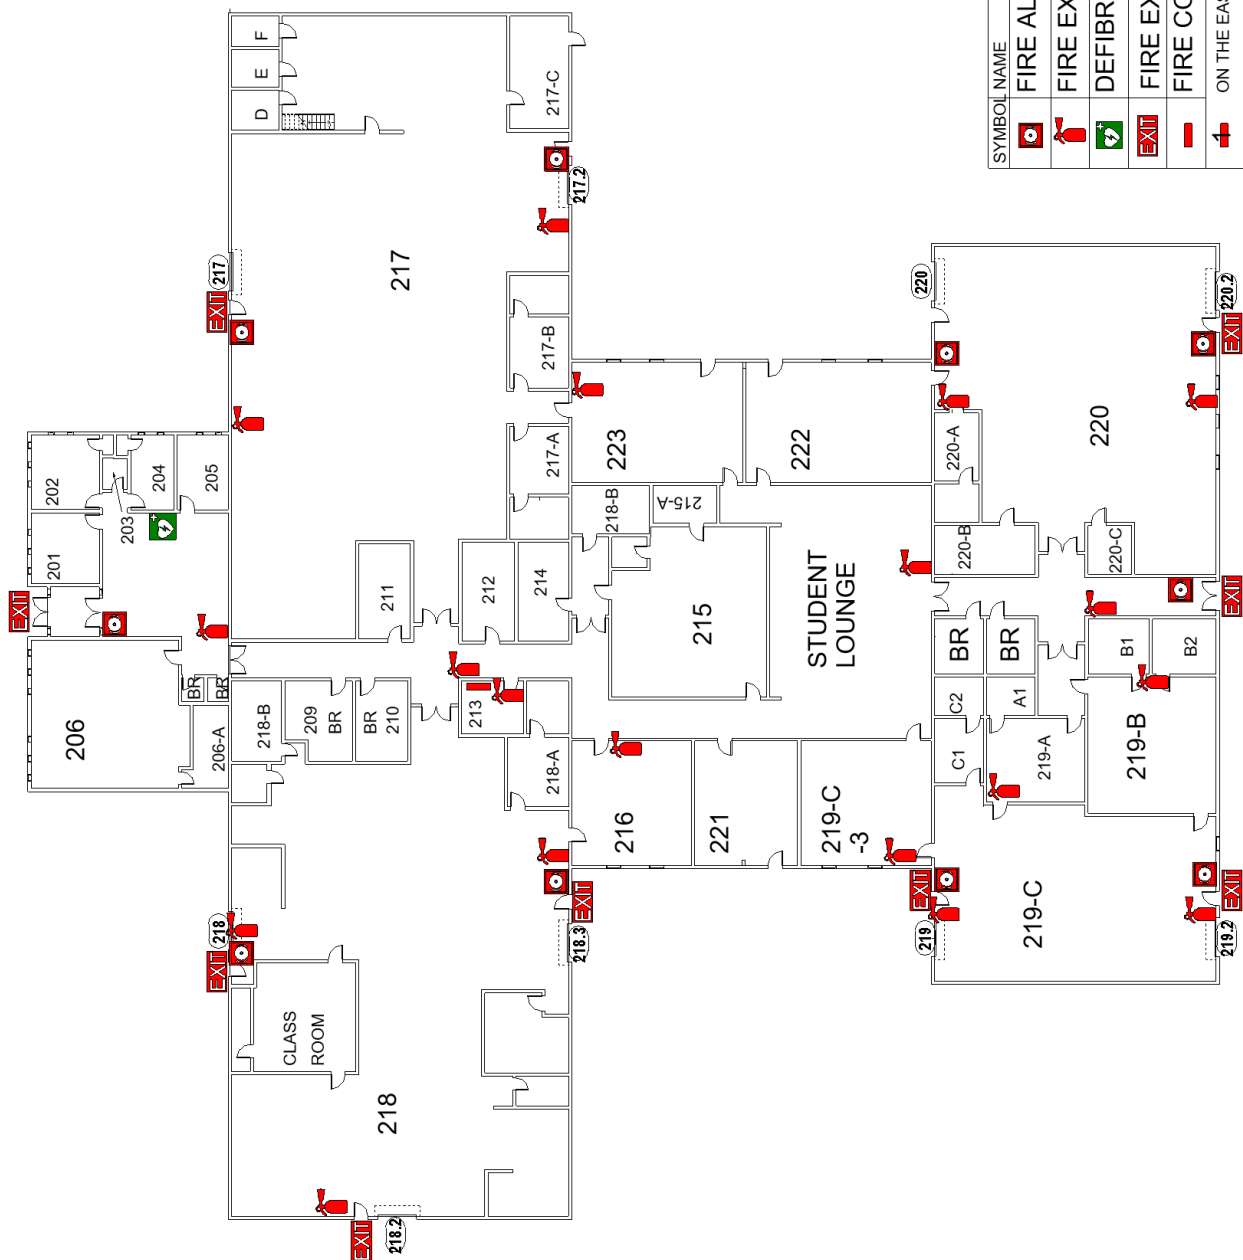 SYMBOL NAME
FIRE AL
FIRE EX
DEFIBR
EXIT FIRE EX
FIRE CO
1 ON THE EAS
F
E
D
217-C
217.2
217
EXIT
217
217-B
217-A
202
204
205
203
201
EXIT
211
212
214
223
222
218-B
215-A
215
STUDENT
LOUNGE
220
220.2
EXIT
220
220-A
220-B
220-C
EXIT
BR
BR
B1
B2
206
BR
BR
206-A
218-B
209
BR
BR
210
213
218-A
216
221
219-C
-3
C2
A1
C1
219-A
219-B
EXIT
219
219-C
EXIT
219.2
218
EXIT
EXIT
218.3
CLASS
ROOM
218
EXIT
218.2